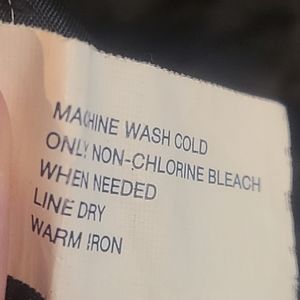 MACHINE WASH COLD
ONLY NON-CHLORINE BLEACH
WHEN NEEDED
LINE DRY
WARM IRON